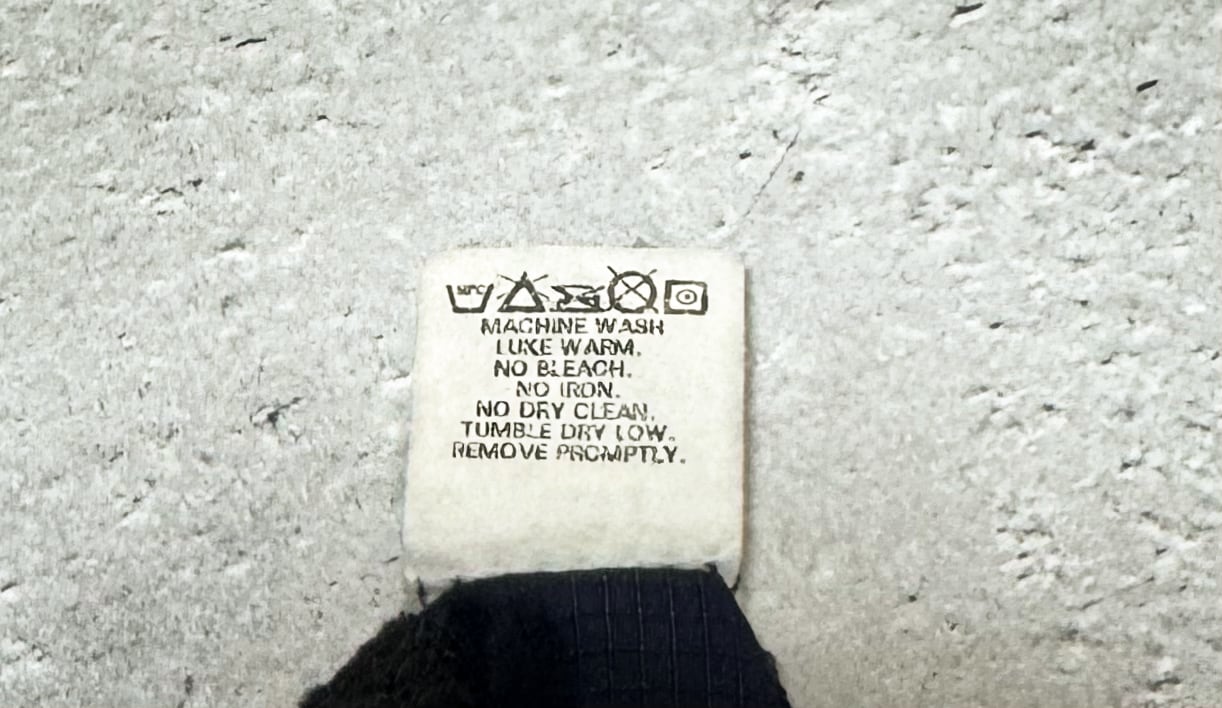 MACHINE WASH
LUKE WARM.
NO BLEACH.
NO IRON.
NO DRY CLEAN.
TUMBLE DRY LOW.
REMOVE PROMPTLY.